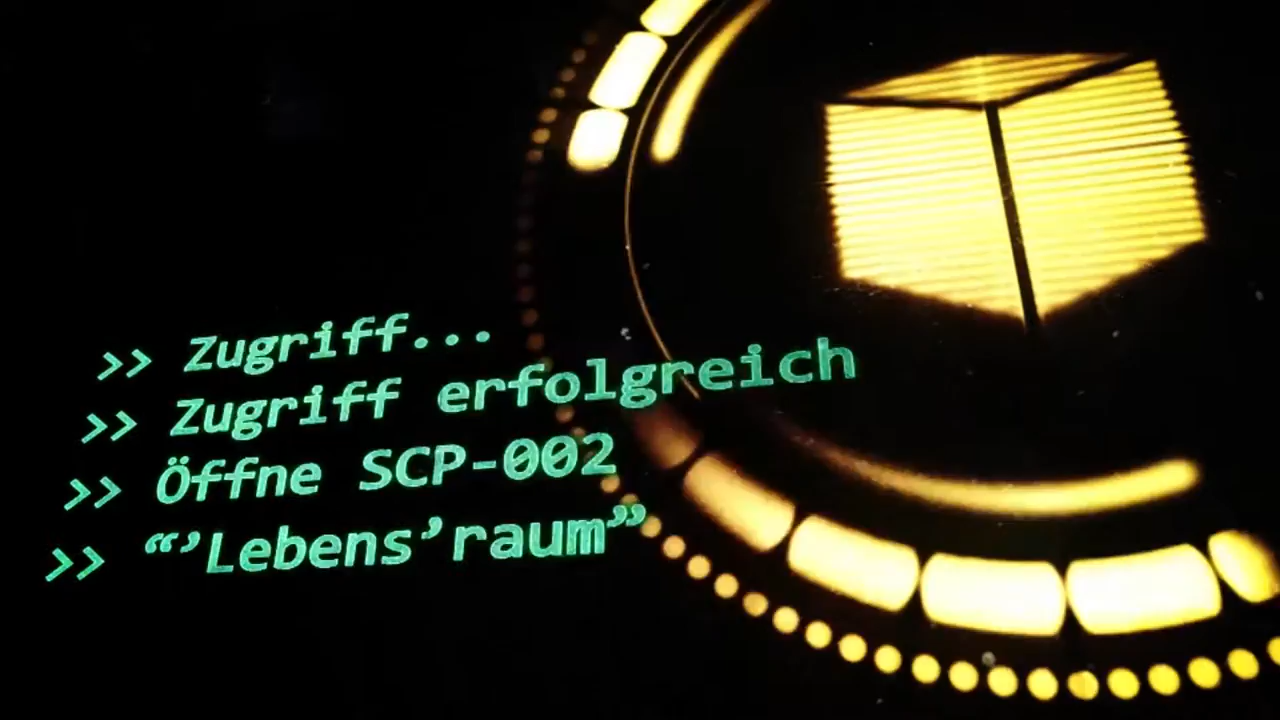 >> Zugriff...
>> Zugriff erfolgreich
>> Öffne SCP-002
>> “’Lebens’raum”